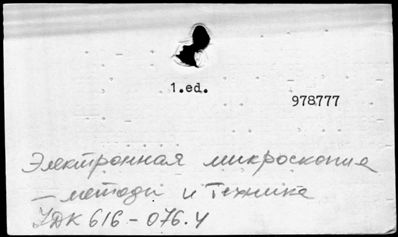 1.ed.
978777
Электронная микроскопия
— методы и техника
УДК 616-076.4